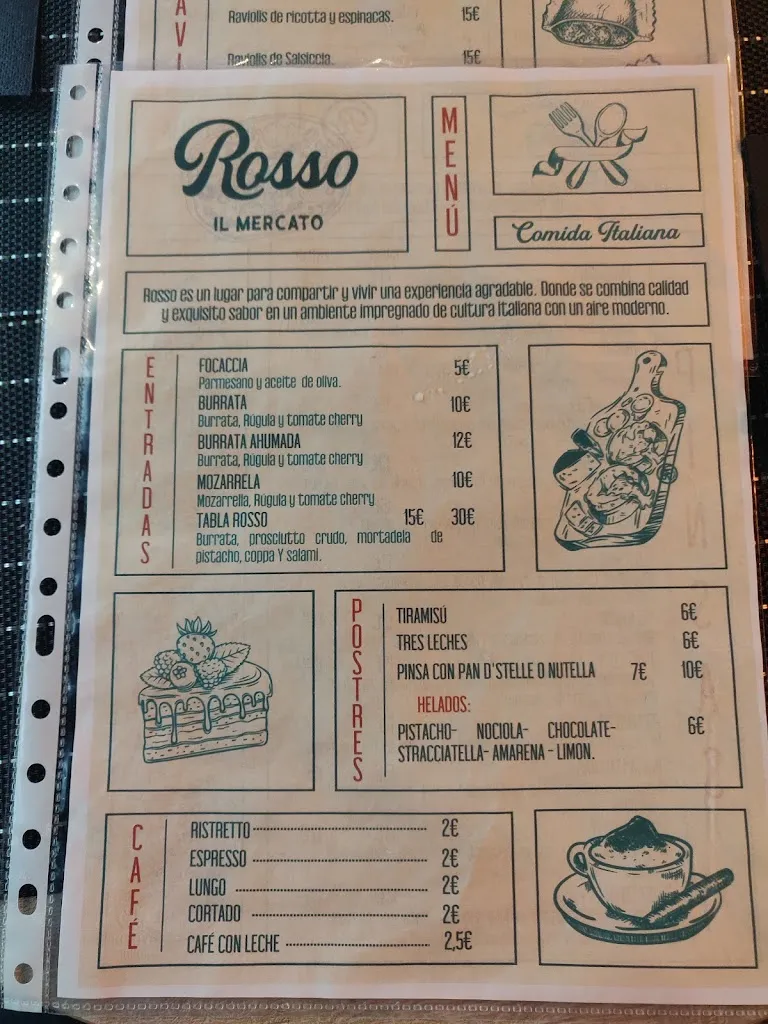 Raviolis de ricotta y espinacas. 15€
Raviolis de Salsiccia. 15€
Rosso
IL MERCATO
MENÚ
Comida Italiana
Rosso es un lugar para compartir y vivir una experiencia agradable. Donde se combina calidad
y exquisito sabor en un ambiente impregnado de cultura italiana con un aire moderno.
ENTRADAS
FOCACCIA 5€
Parmesano y aceite de oliva.
BURRATA 10€
Burrata, Rúgula y tomate cherry
BURRATA AHUMADA 12€
Burrata, Rúgula y tomate cherry
MOZARRELA 10€
Mozarrella, Rúgula y tomate cherry
TABLA ROSSO 15€ 30€
Burrata, prosciutto crudo, mortadela de
pistacho, coppa Y salami.
POSTRES
TIRAMISÚ 6€
TRES LECHES 6€
PINSA CON PAN D'STELLE O NUTELLA 7€ 10€
HELADOS:
PISTACHO- NOCIOLA- CHOCOLATE- 6€
STRACCIATELLA- AMARENA - LIMON.
CAFÉ
RISTRETTO 2€
ESPRESSO 2€
LUNGO 2€
CORTADO 2€
CAFÉ CON LECHE 2,5€